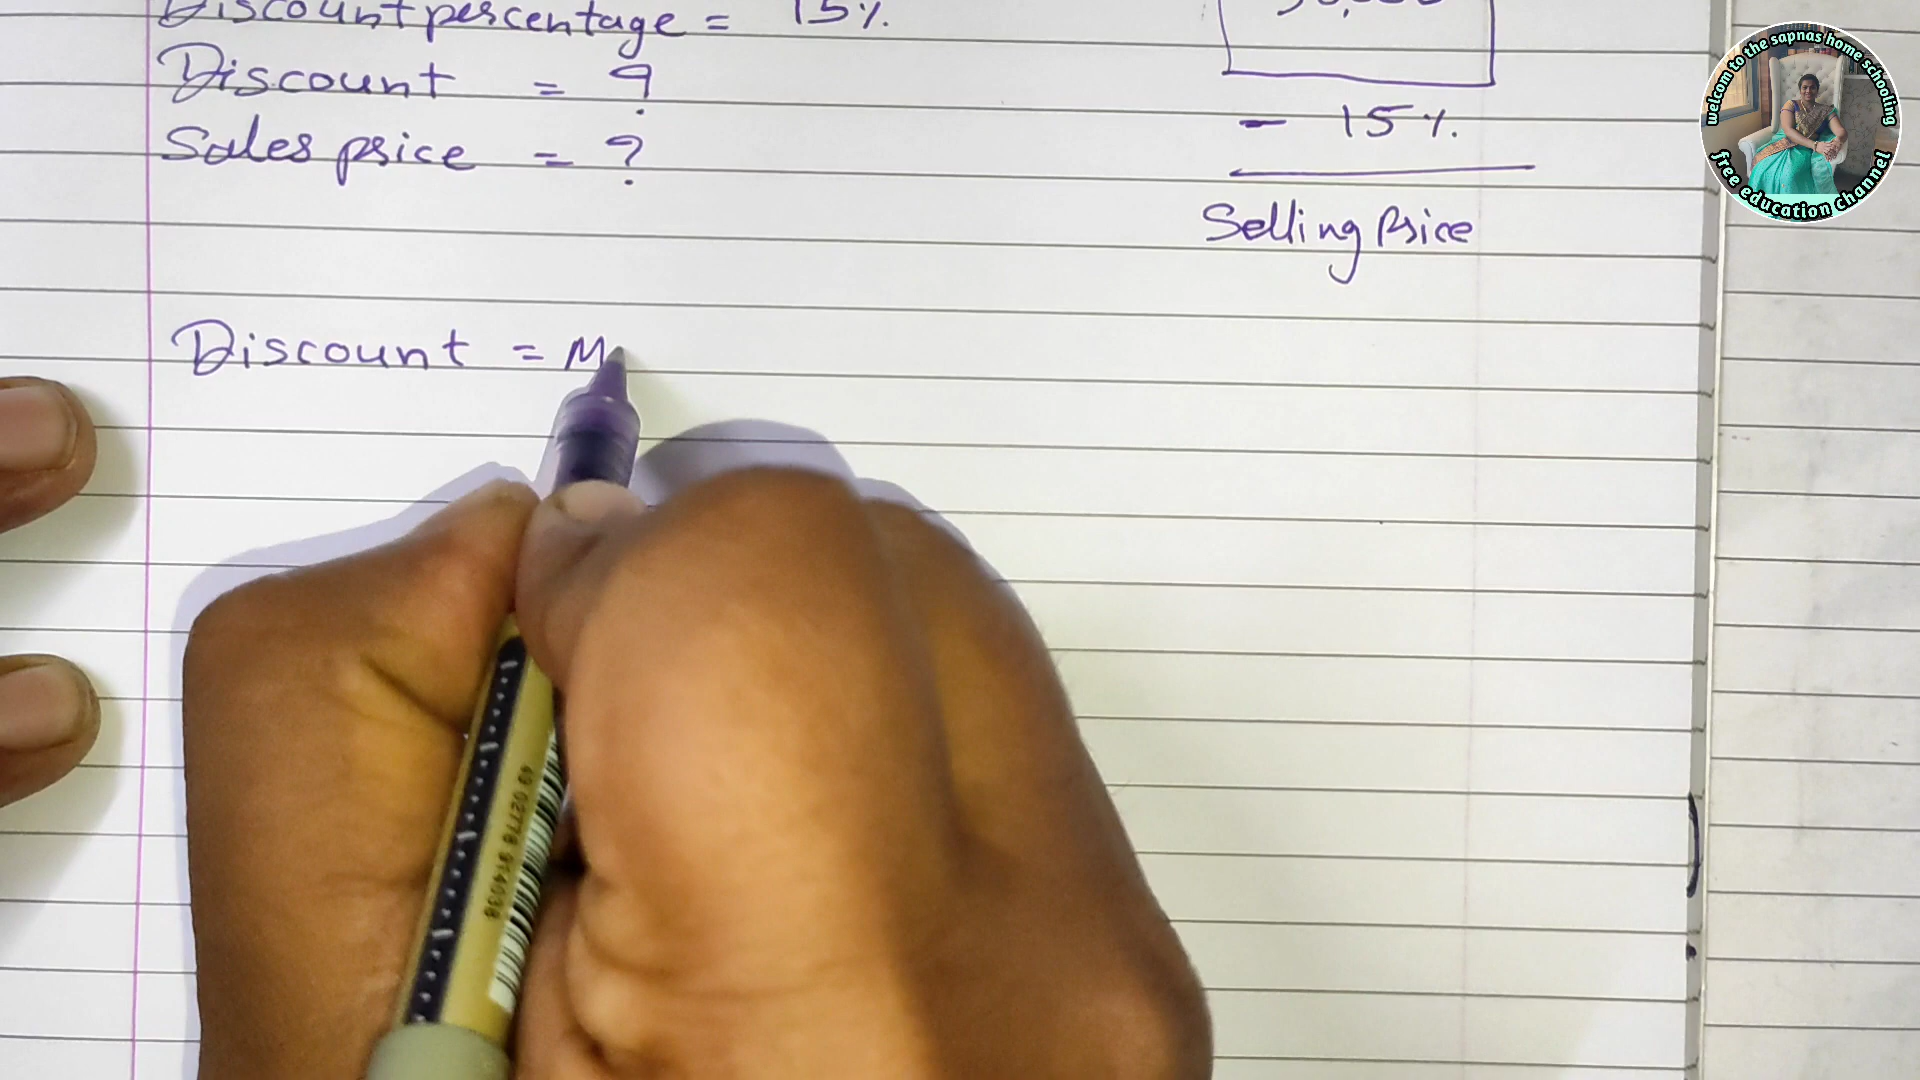 Discount percentage = 15%.
Discount = ?
Sales price = ?
- 15%.
Selling Price
Discount = M
welcom to the sapnas home schooling
free education channel